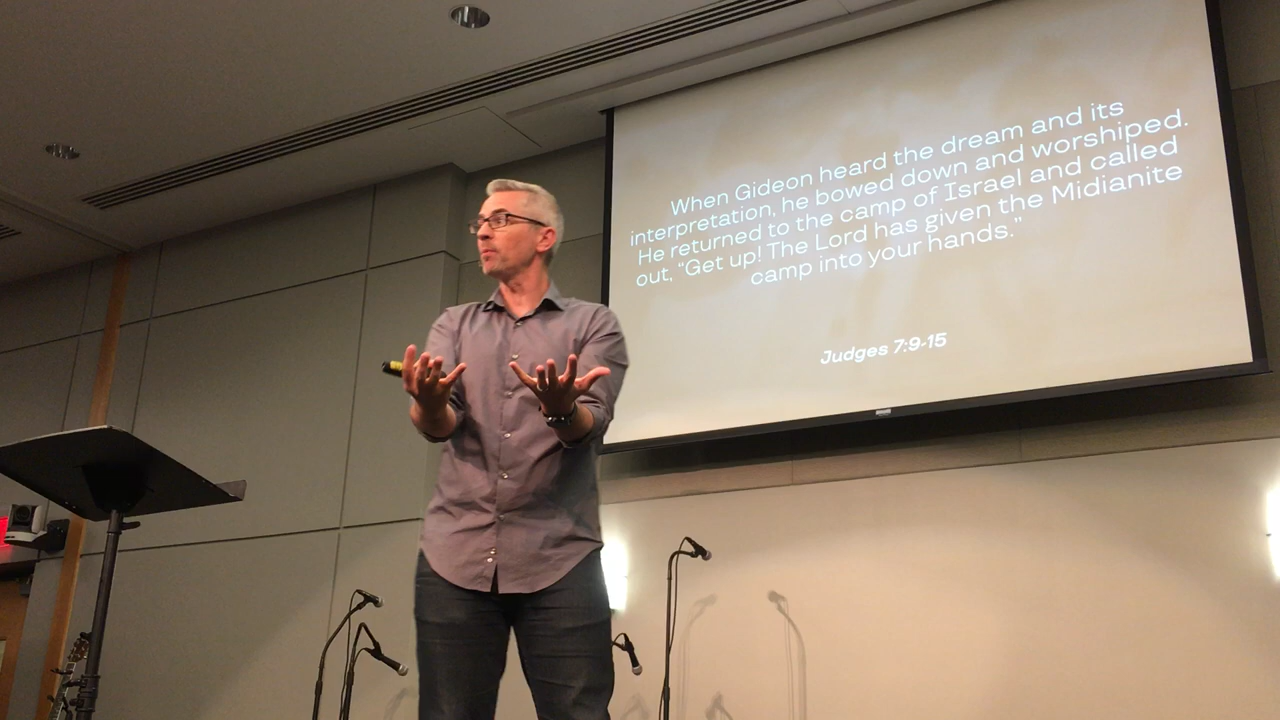 When Gideon heard the dream and its
interpretation, he bowed down and worshiped.
He returned to the camp of Israel and called
out, “Get up! The Lord has given the Midianite
camp into your hands.”
Judges 7:9-15